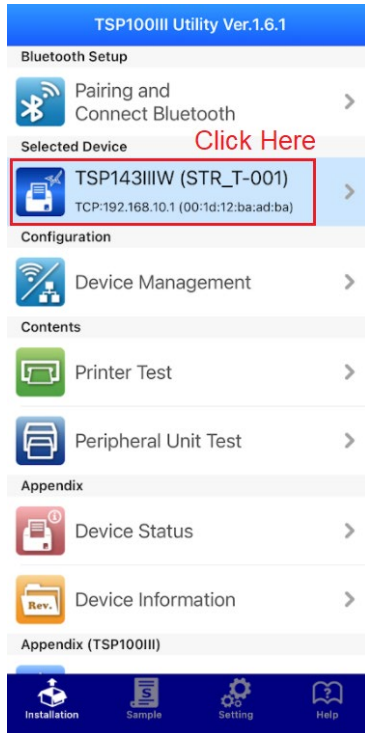 TSP100III Utility Ver.1.6.1
Bluetooth Setup
Pairing and
Connect Bluetooth
Selected Device
Click Here
TSP143IIIW (STR_T-001)
TCP:192.168.10.1 (00:1d:12:ba:ad:ba)
Configuration
Device Management
Contents
Printer Test
Peripheral Unit Test
Appendix
Device Status
Rev.
Device Information
Appendix (TSP100III)
S
Installation
Sample
Setting
?
Help